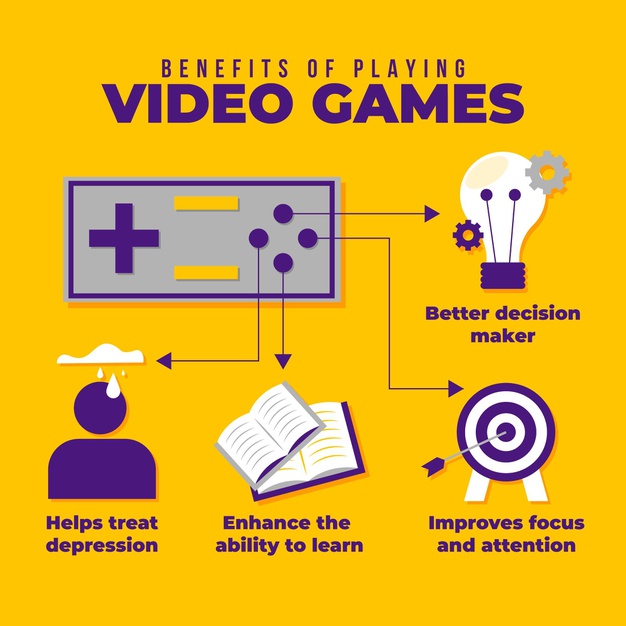 BENEFITS OF PLAYING
VIDEO GAMES
Better decision
maker
Helps treat
depression
Enhance the
ability to learn
Improves focus
and attention